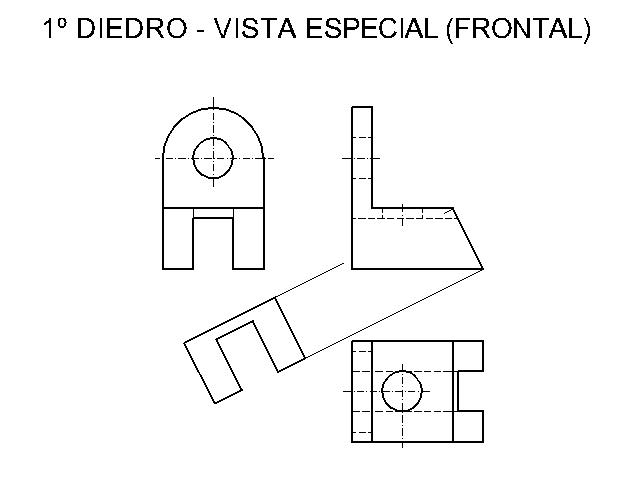 1º DIEDRO - VISTA ESPECIAL (FRONTAL)